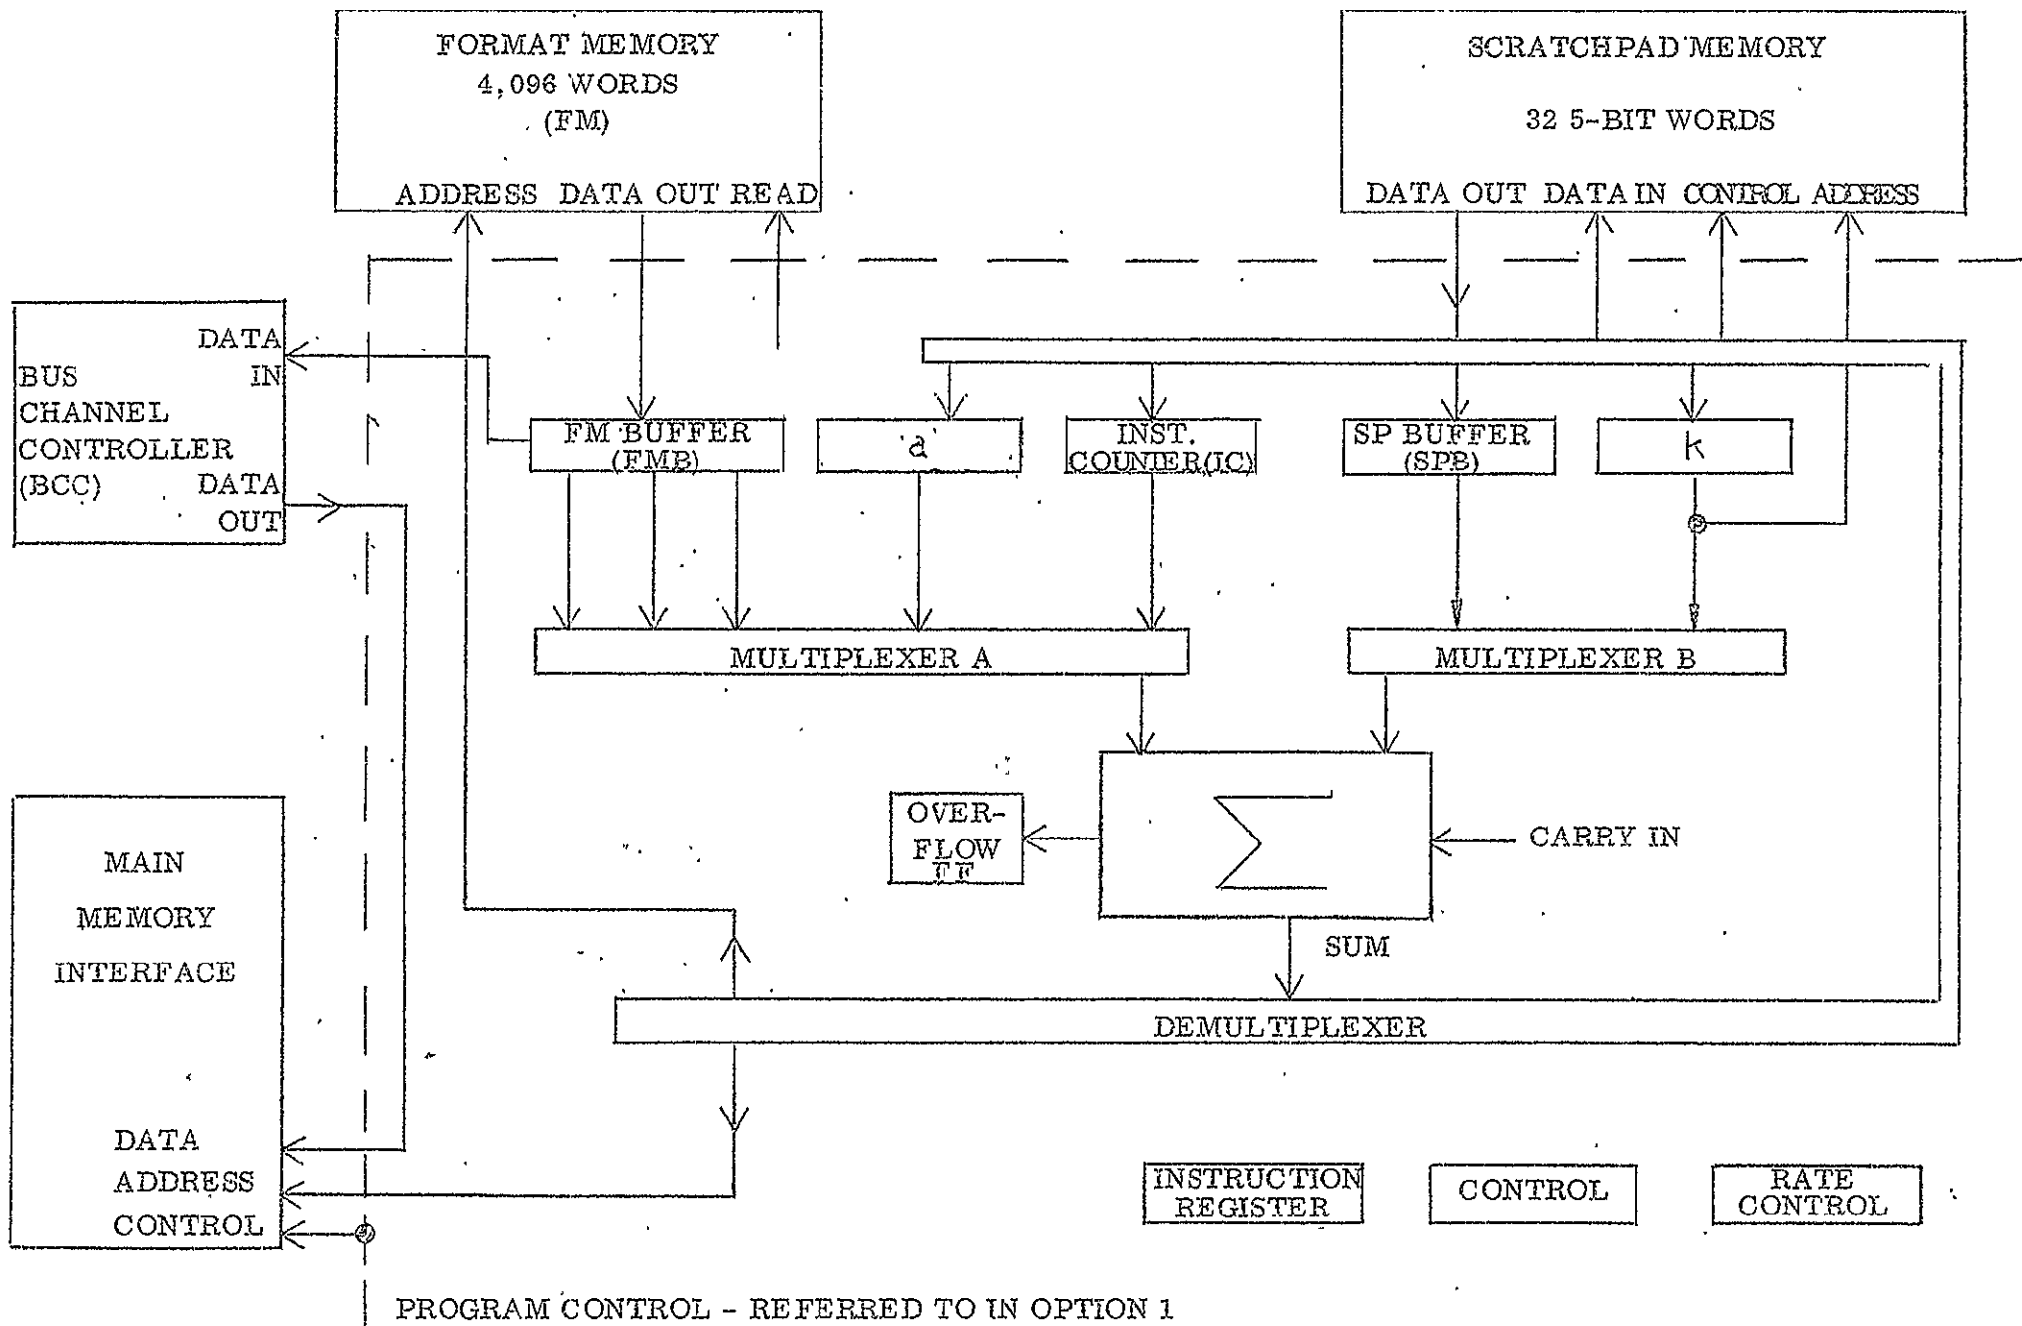 FORMAT MEMORY
4,096 WORDS
(FM)
ADDRESS DATA OUT READ
SCRATCHPAD MEMORY
32 5-BIT WORDS
DATA OUT DATA IN CONTROL ADDRESS
DATA
IN
BUS
CHANNEL
CONTROLLER
(BCC)
DATA
OUT
FM BUFFER
(FMB)
'a'
INST.
COUNTER(IC)
SP BUFFER
(SPB)
k
MULTIPLEXER A
MULTIPLEXER B
OVER-
FLOW
FF
Σ
CARRY IN
SUM
DEMULTIPLEXER
MAIN
MEMORY
INTERFACE
DATA
ADDRESS
CONTROL
INSTRUCTION
REGISTER
CONTROL
RATE
CONTROL
PROGRAM CONTROL - REFERRED TO IN OPTION 1